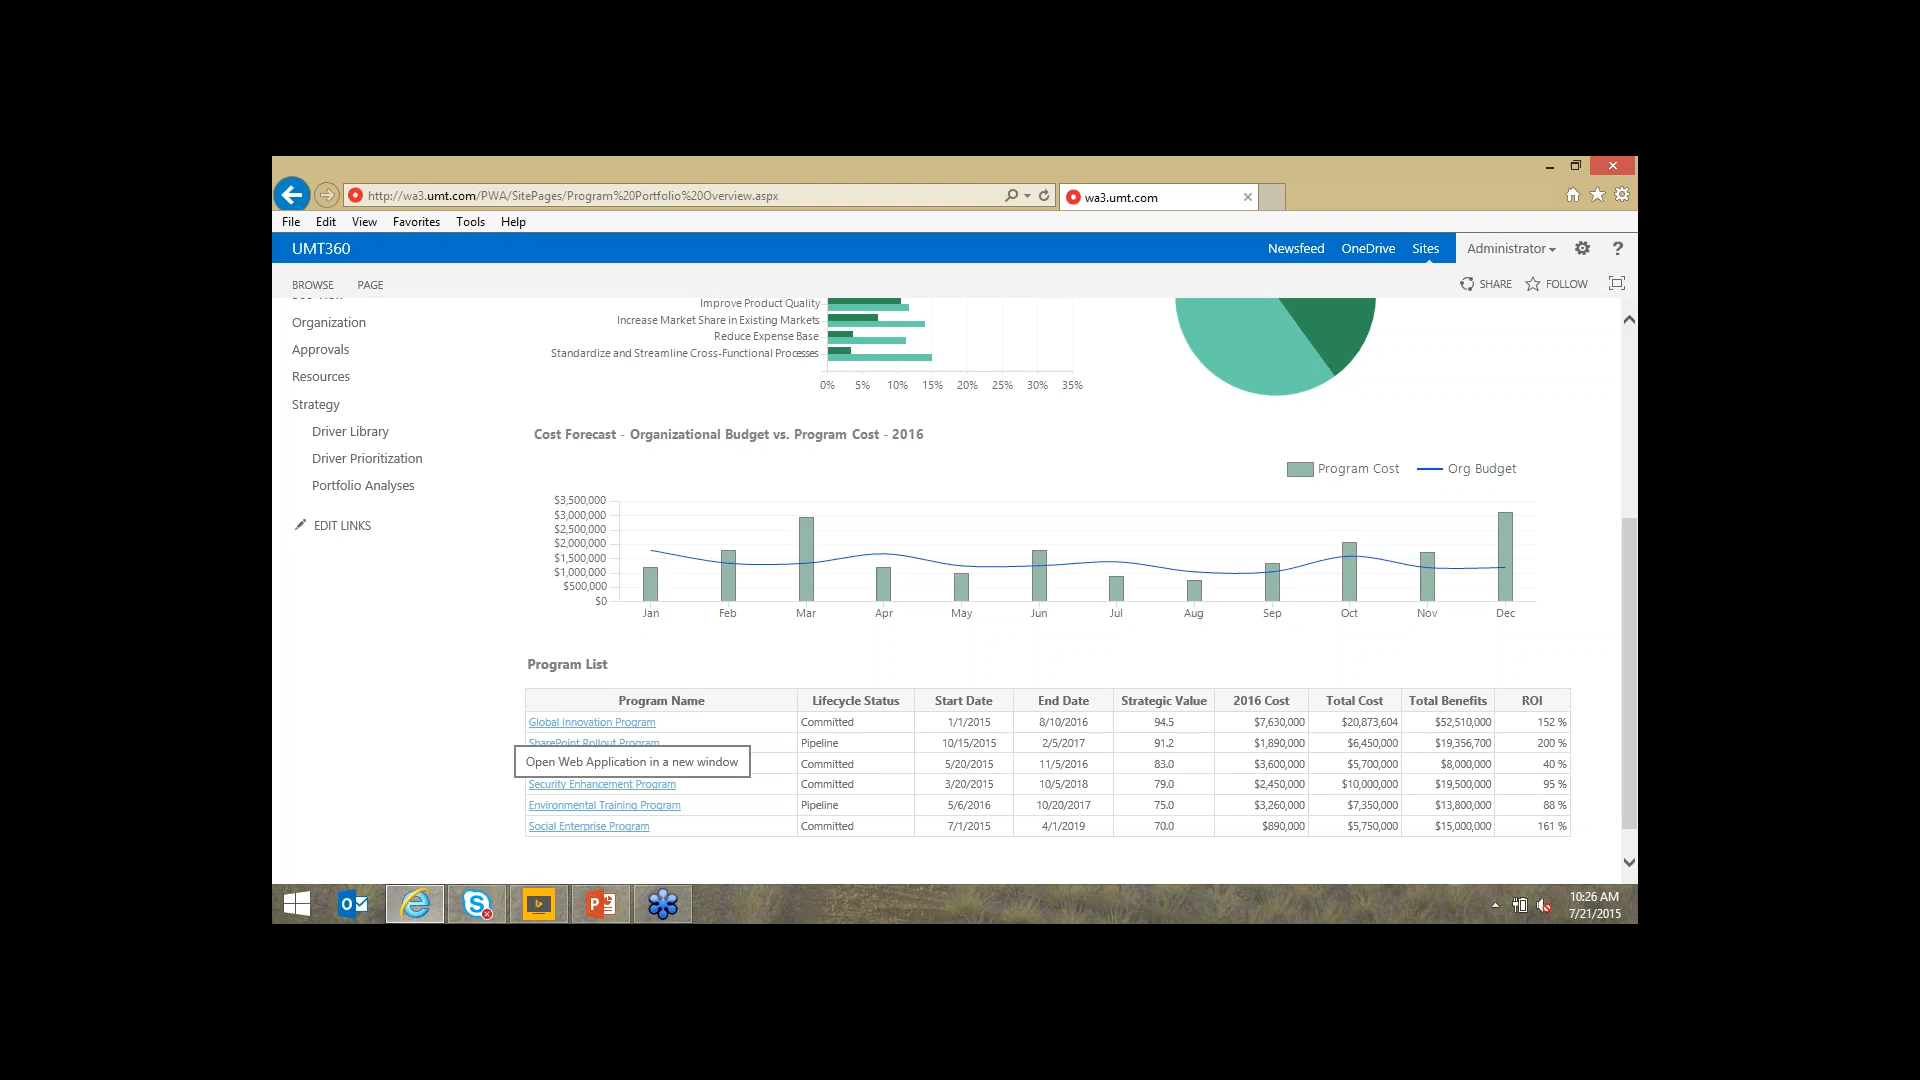 http://wa3.umt.com/PWA/SitePages/Program%20Portfolio%20Overview.aspx
wa3.umt.com
File Edit View Favorites Tools Help
UMT360
Newsfeed OneDrive Sites Administrator ?
BROWSE PAGE
SHARE FOLLOW
Organization
Approvals
Resources
Strategy
Driver Library
Driver Prioritization
Portfolio Analyses
EDIT LINKS
Improve Product Quality
Increase Market Share in Existing Markets
Reduce Expense Base
Standardize and Streamline Cross-Functional Processes
0% 5% 10% 15% 20% 25% 30% 35%
Cost Forecast - Organizational Budget vs. Program Cost - 2016
Program Cost Org Budget
$3,500,000
$3,000,000
$2,500,000
$2,000,000
$1,500,000
$1,000,000
$500,000
$0
Jan Feb Mar Apr May Jun Jul Aug Sep Oct Nov Dec
Program List
Program Name Lifecycle Status Start Date End Date Strategic Value 2016 Cost Total Cost Total Benefits ROI
Global Innovation Program Committed 1/1/2015 8/10/2016 94.5 $7,630,000 $20,873,604 $52,510,000 152 %
SharePoint Rollout Program Pipeline 10/15/2015 2/5/2017 91.2 $1,890,000 $6,450,000 $19,356,700 200 %
Open Web Application in a new window
Committed 5/20/2015 11/5/2016 83.0 $3,600,000 $5,700,000 $8,000,000 40 %
Security Enhancement Program Committed 3/20/2015 10/5/2018 79.0 $2,450,000 $10,000,000 $19,500,000 95 %
Environmental Training Program Pipeline 5/6/2016 10/20/2017 75.0 $3,260,000 $7,350,000 $13,800,000 88 %
Social Enterprise Program Committed 7/1/2015 4/1/2019 70.0 $890,000 $5,750,000 $15,000,000 161 %
10:26 AM
7/21/2015